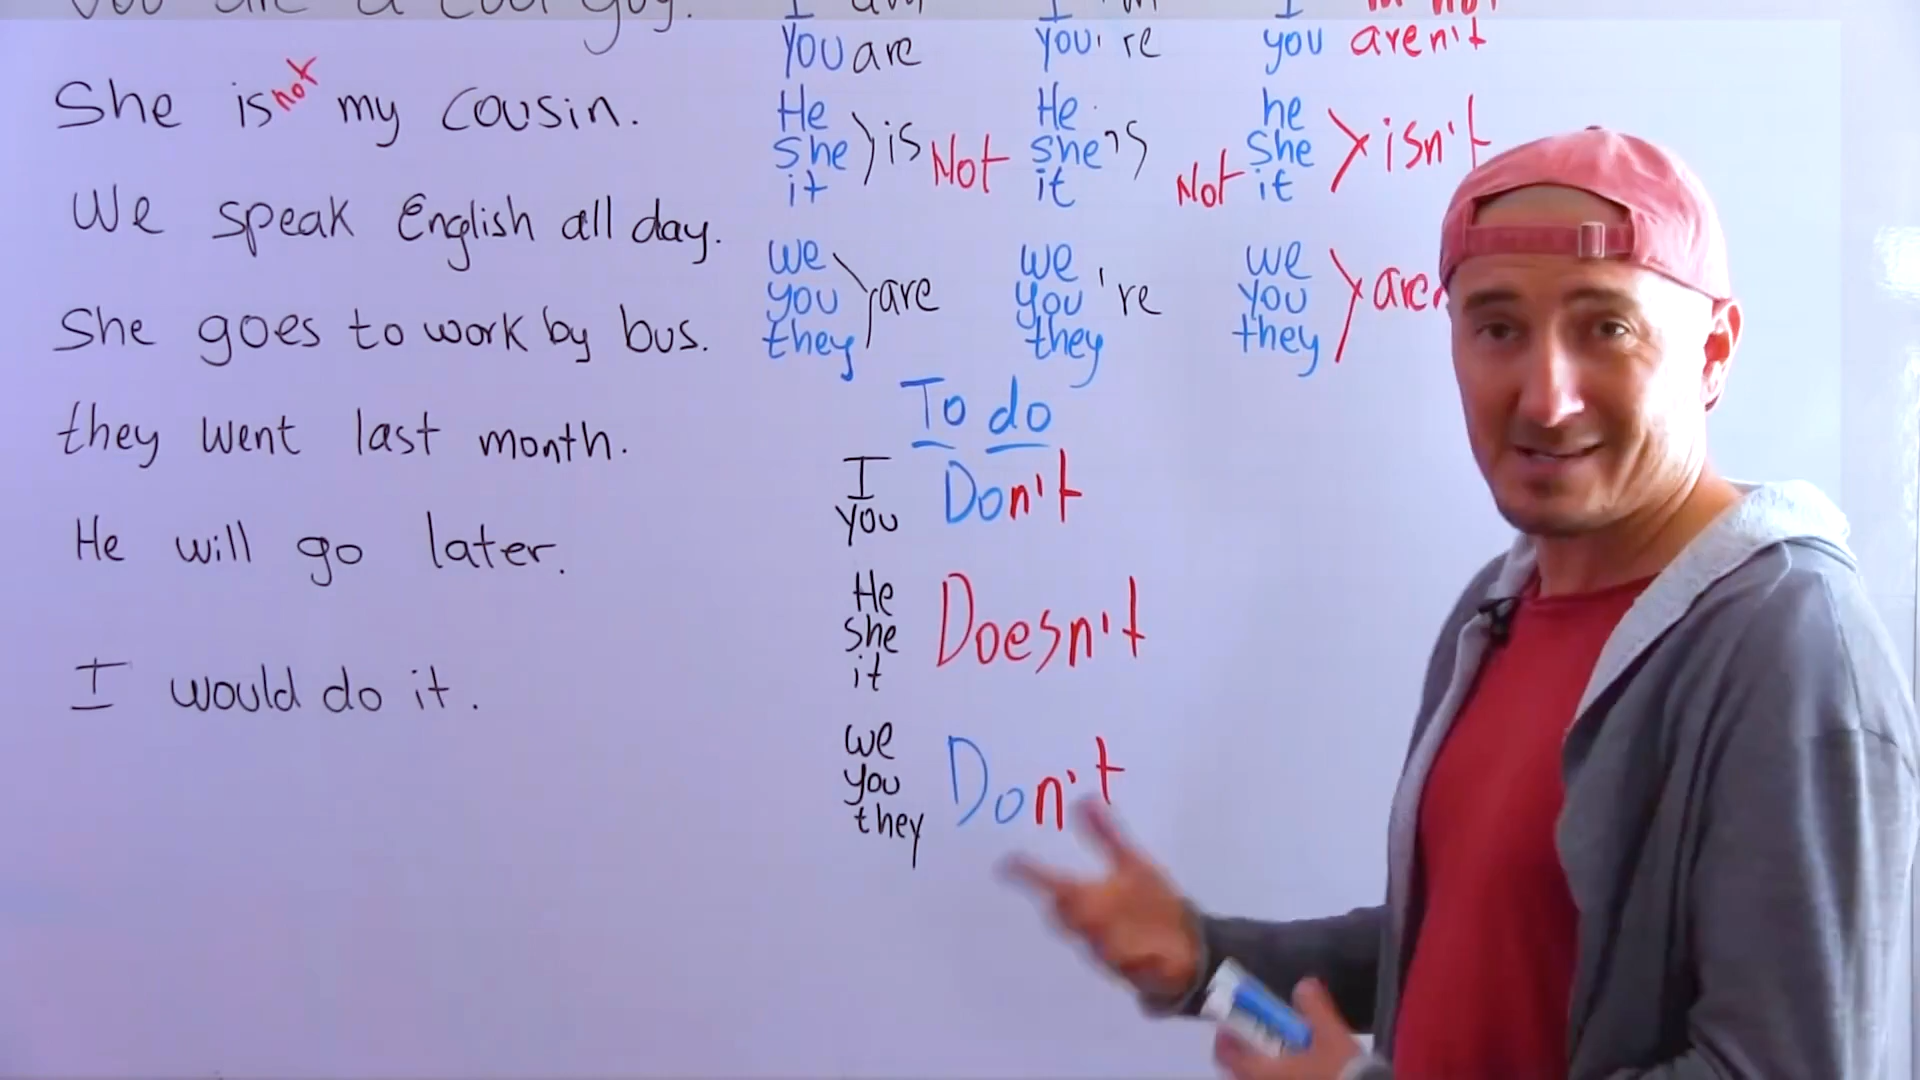 She is not my cousin.
We speak English all day.
She goes to work by bus.
they went last month.
He will go later.
I would do it.
you are
He
she is Not
it
we
you are
they
you're
He
she 's
it
we
you 're
they
you aren't
he
Not she isn't
it
we
you
they
To do
I
you Don't
He
she Doesn't
it
we
you Don't
they